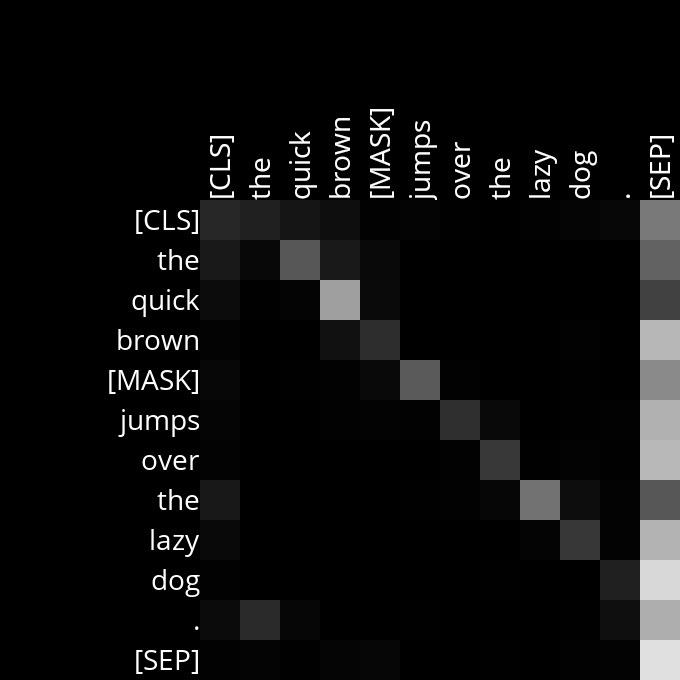 [CLS] the quick brown [MASK] jumps over the lazy dog . [SEP]
[CLS]
the
quick
brown
[MASK]
jumps
over
the
lazy
dog
.
[SEP]